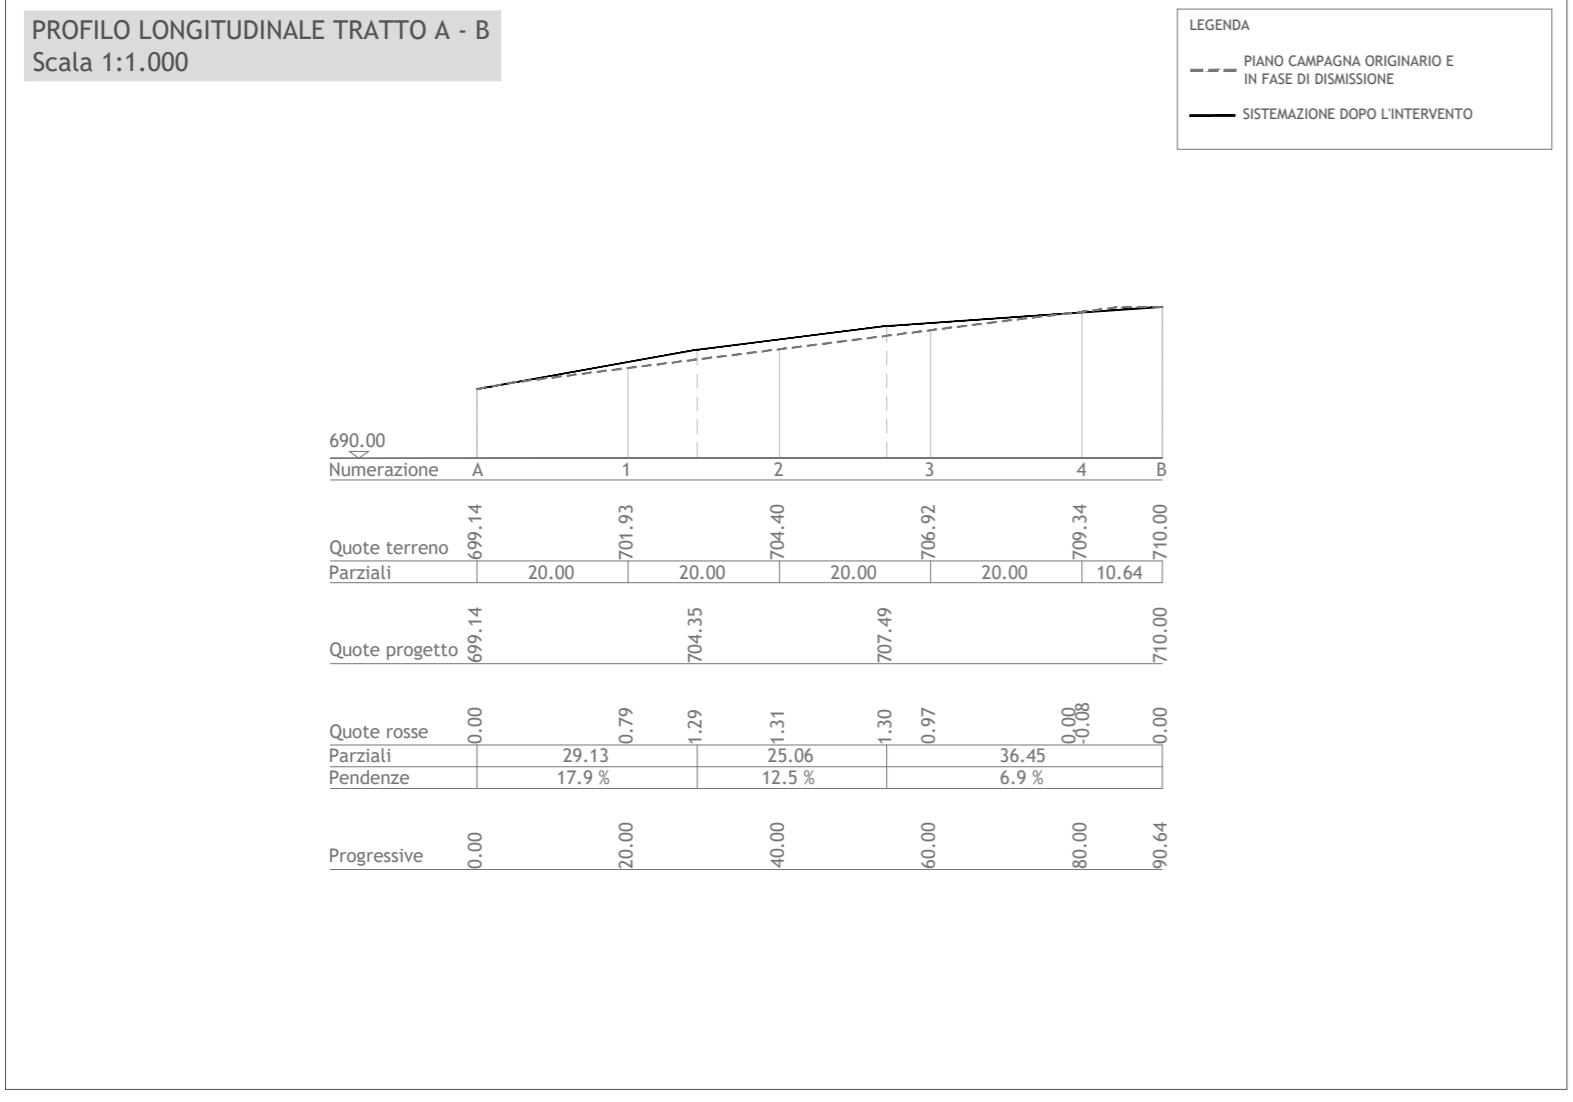 PROFILO LONGITUDINALE TRATTO A - B
Scala 1:1.000
LEGENDA
PIANO CAMPAGNA ORIGINARIO E
IN FASE DI DISMISSIONE
SISTEMAZIONE DOPO L'INTERVENTO
690.00
Numerazione A 1 2 3 4 B
Quote terreno 699.14 701.93 704.40 706.92 709.34 710.00
Parziali 20.00 20.00 20.00 20.00 10.64
Quote progetto 699.14 704.35 707.49 710.00
Quote rosse 0.00 0.79 1.29 1.31 1.30 0.97 0.00 -0.08 0.00
Parziali 29.13 25.06 36.45
Pendenze 17.9 % 12.5 % 6.9 %
Progressive 0.00 20.00 40.00 60.00 80.00 90.64